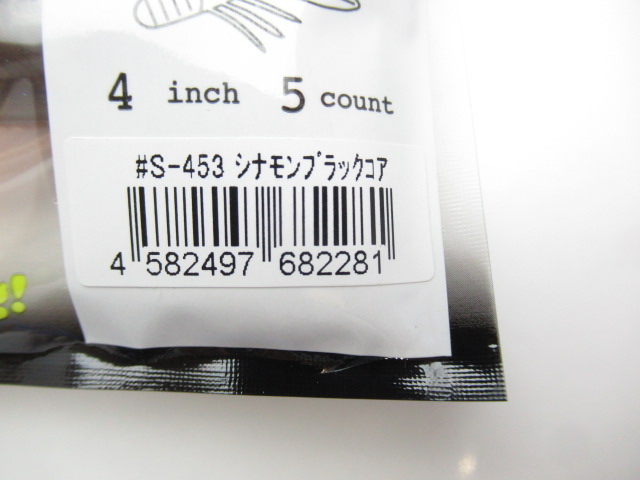 4 inch 5 count
#S-453 ｼﾅﾓﾝﾌﾞﾗｯｸｺｱ
4 582497 682281